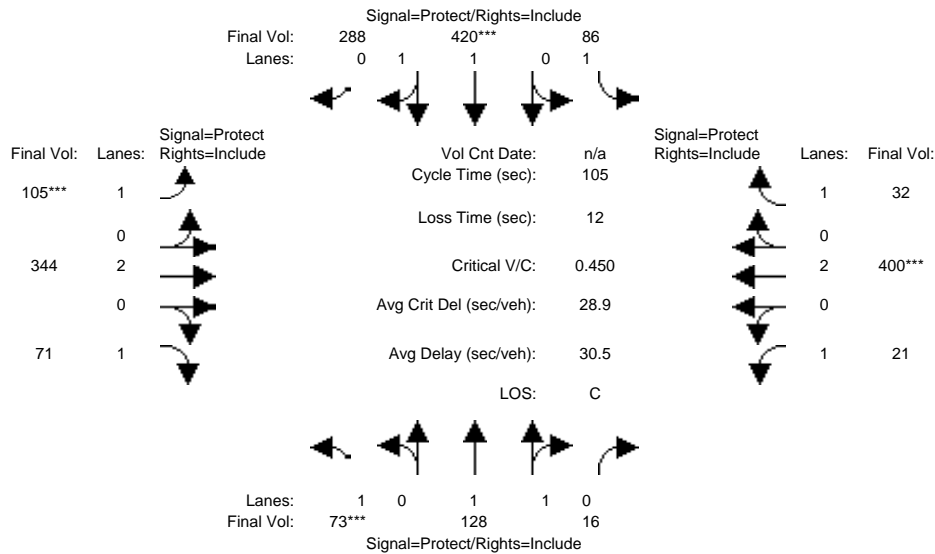 Signal=Protect/Rights=Include
Final Vol: 288 420*** 86
Lanes: 0 1 1 0 1
Signal=Protect Signal=Protect
Final Vol: Lanes: Rights=Include Vol Cnt Date: n/a Rights=Include Lanes: Final Vol:
Cycle Time (sec): 105
105*** 1 1 32
Loss Time (sec): 12
0 0
344 2 Critical V/C: 0.450 2 400***
0 Avg Crit Del (sec/veh): 28.9 0
71 1 Avg Delay (sec/veh): 30.5 1 21
LOS: C
Lanes: 1 0 1 1 0
Final Vol: 73*** 128 16
Signal=Protect/Rights=Include